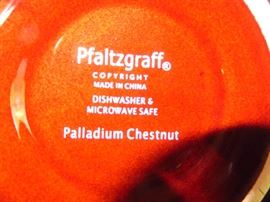 Pfaltzgraff®
COPYRIGHT
MADE IN CHINA
DISHWASHER &
MICROWAVE SAFE
Palladium Chestnut